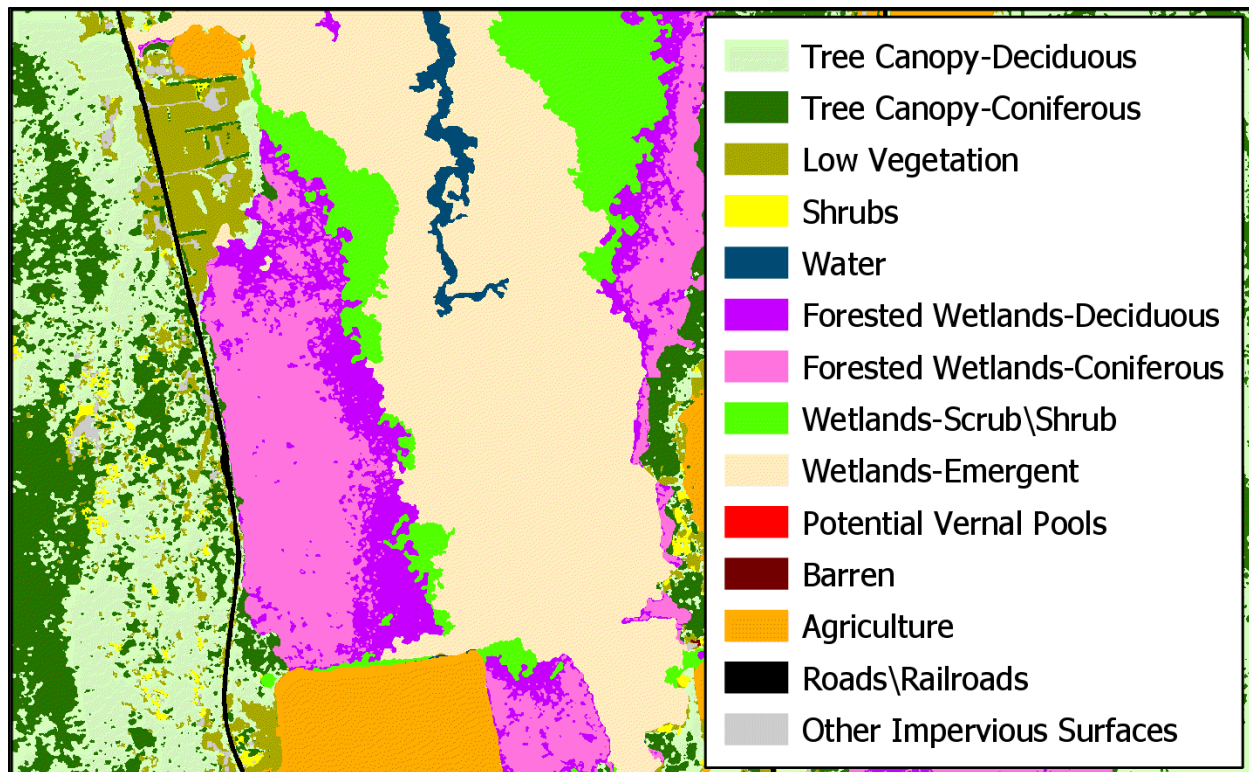 Tree Canopy-Deciduous
Tree Canopy-Coniferous
Low Vegetation
Shrubs
Water
Forested Wetlands-Deciduous
Forested Wetlands-Coniferous
Wetlands-Scrub\Shrub
Wetlands-Emergent
Potential Vernal Pools
Barren
Agriculture
Roads\Railroads
Other Impervious Surfaces